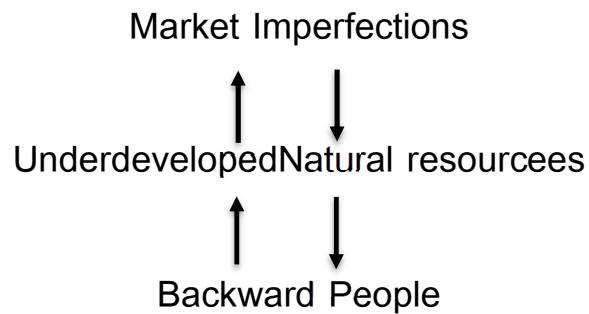 Market Imperfections
UnderdevelopedNatural resourcees
Backward People